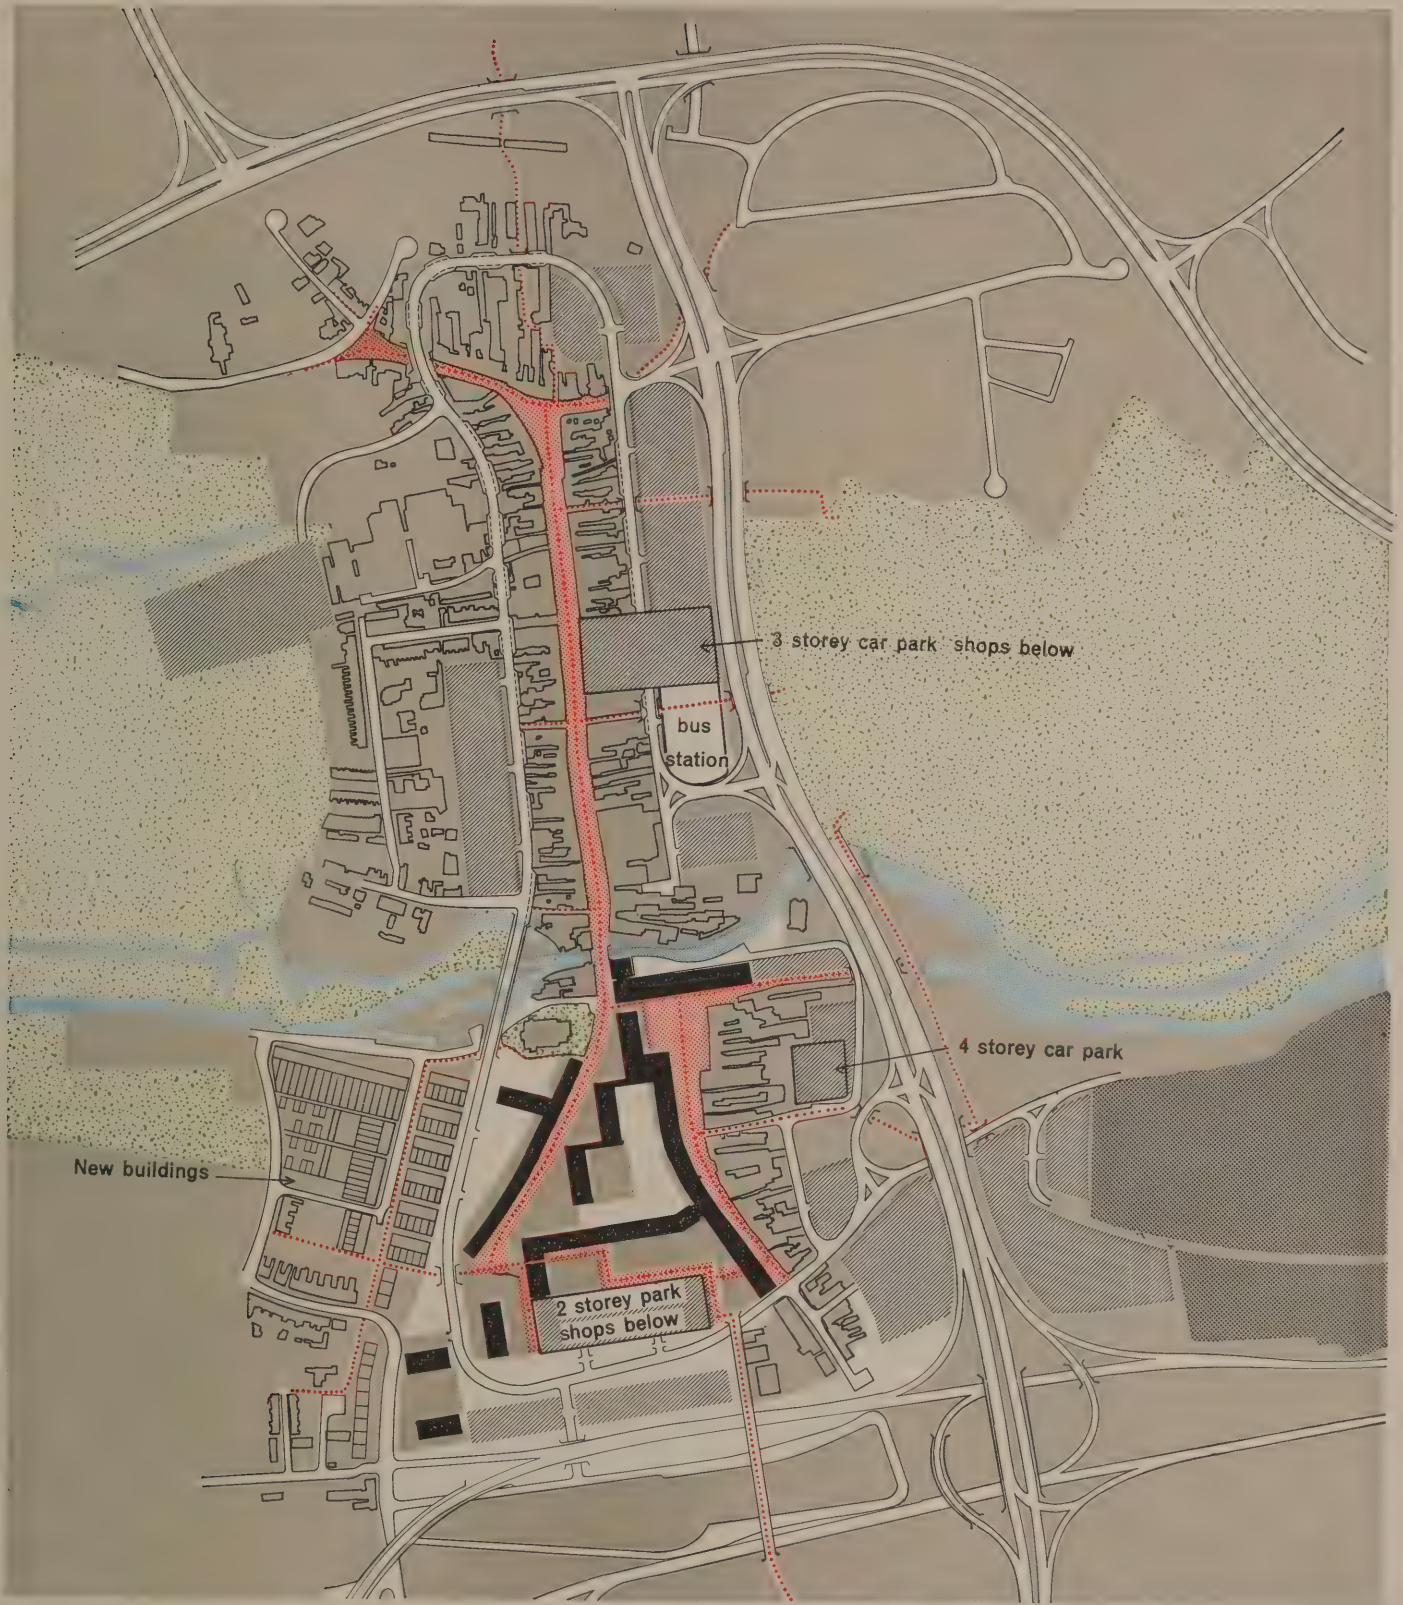 3 storey car park shops below
bus
station
4 storey car park
New buildings
2 storey park
shops below